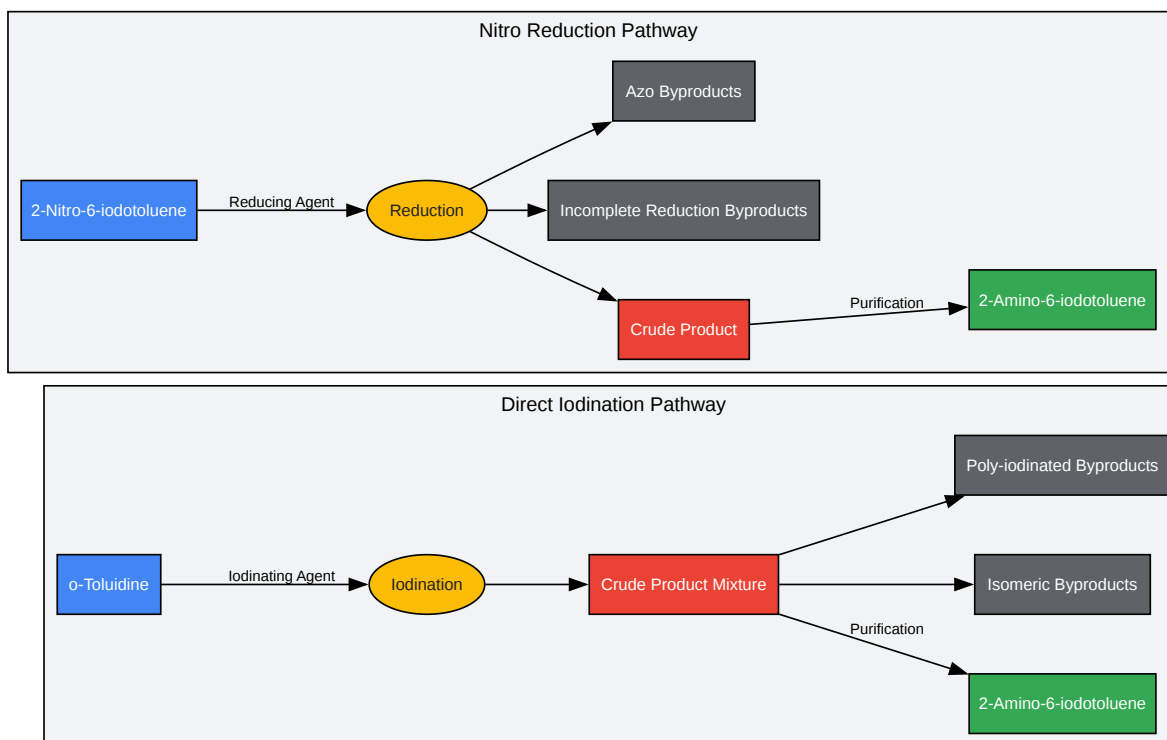 Nitro Reduction Pathway
Azo Byproducts
2-Nitro-6-iodotoluene
Reducing Agent
Reduction
Incomplete Reduction Byproducts
Crude Product
Purification
2-Amino-6-iodotoluene
Direct Iodination Pathway
Poly-iodinated Byproducts
o-Toluidine
Iodinating Agent
Iodination
Crude Product Mixture
Isomeric Byproducts
Purification
2-Amino-6-iodotoluene